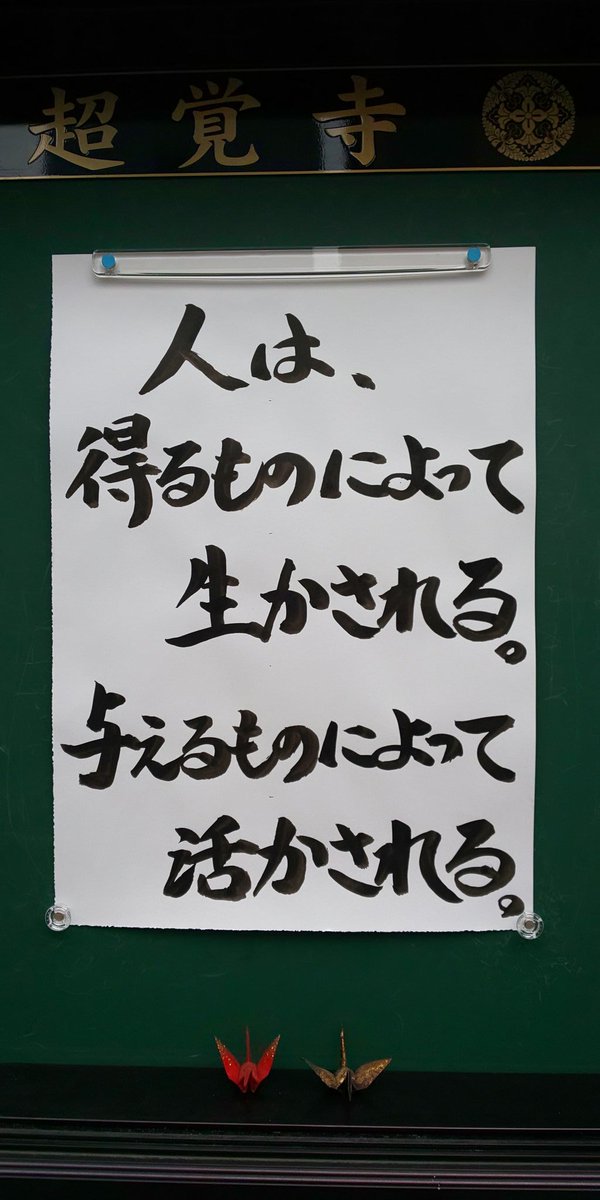 超覚寺
人は、
得るものによって
生かされる。
与えるものによって
活かされる。